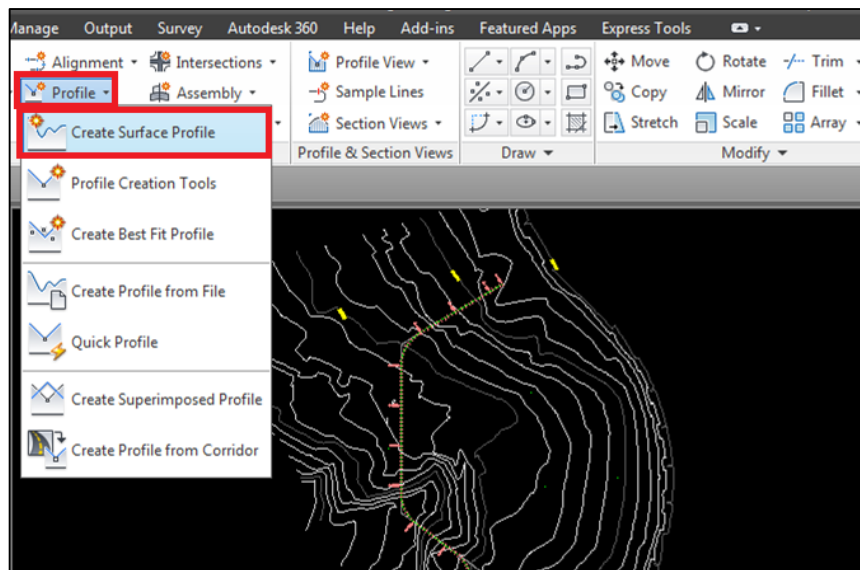 Manage Output Survey Autodesk 360 Help Add-ins Featured Apps Express Tools
Alignment Intersections Profile View Move Rotate Trim
Profile Assembly Sample Lines Copy Mirror Fillet
Section Views Stretch Scale Array
Profile & Section Views Draw Modify
Create Surface Profile
Profile Creation Tools
Create Best Fit Profile
Create Profile from File
Quick Profile
Create Superimposed Profile
Create Profile from Corridor